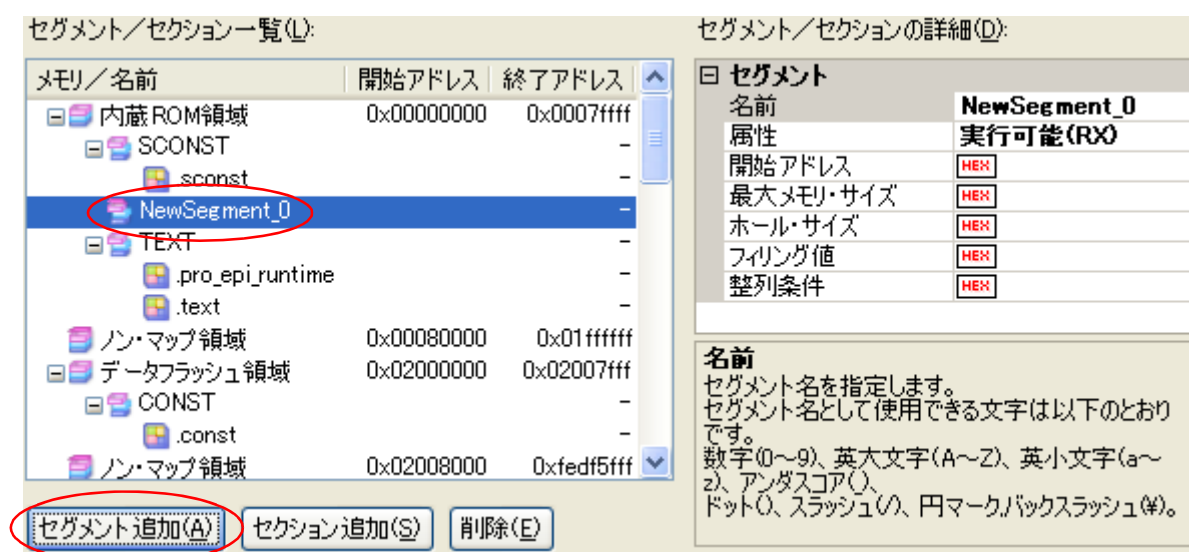 セグメント／セクション一覧(L):
メモリ／名前 開始アドレス 終了アドレス
内蔵ROM領域 0x00000000 0x0007ffff
SCONST -
.sconst -
NewSegment_0 -
TEXT -
.pro_epi_runtime -
.text -
ノン・マップ領域 0x00080000 0x01ffffff
データフラッシュ領域 0x02000000 0x02007fff
CONST -
.const -
ノン・マップ領域 0x02008000 0xfedf5fff
セグメント追加(A) セクション追加(S) 削除(E)
セグメント／セクションの詳細(D):
セグメント
名前 NewSegment_0
属性 実行可能(RX)
開始アドレス HEX
最大メモリ・サイズ HEX
ホール・サイズ HEX
フィリング値 HEX
整列条件 HEX
名前
セグメント名を指定します。
セグメント名として使用できる文字は以下のとおり
です。
数字(0～9)、英大文字(A～Z)、英小文字(a～
z)、アンダスコア(_)、
ドット(.)、スラッシュ(/)、円マーク,バックスラッシュ(¥)。